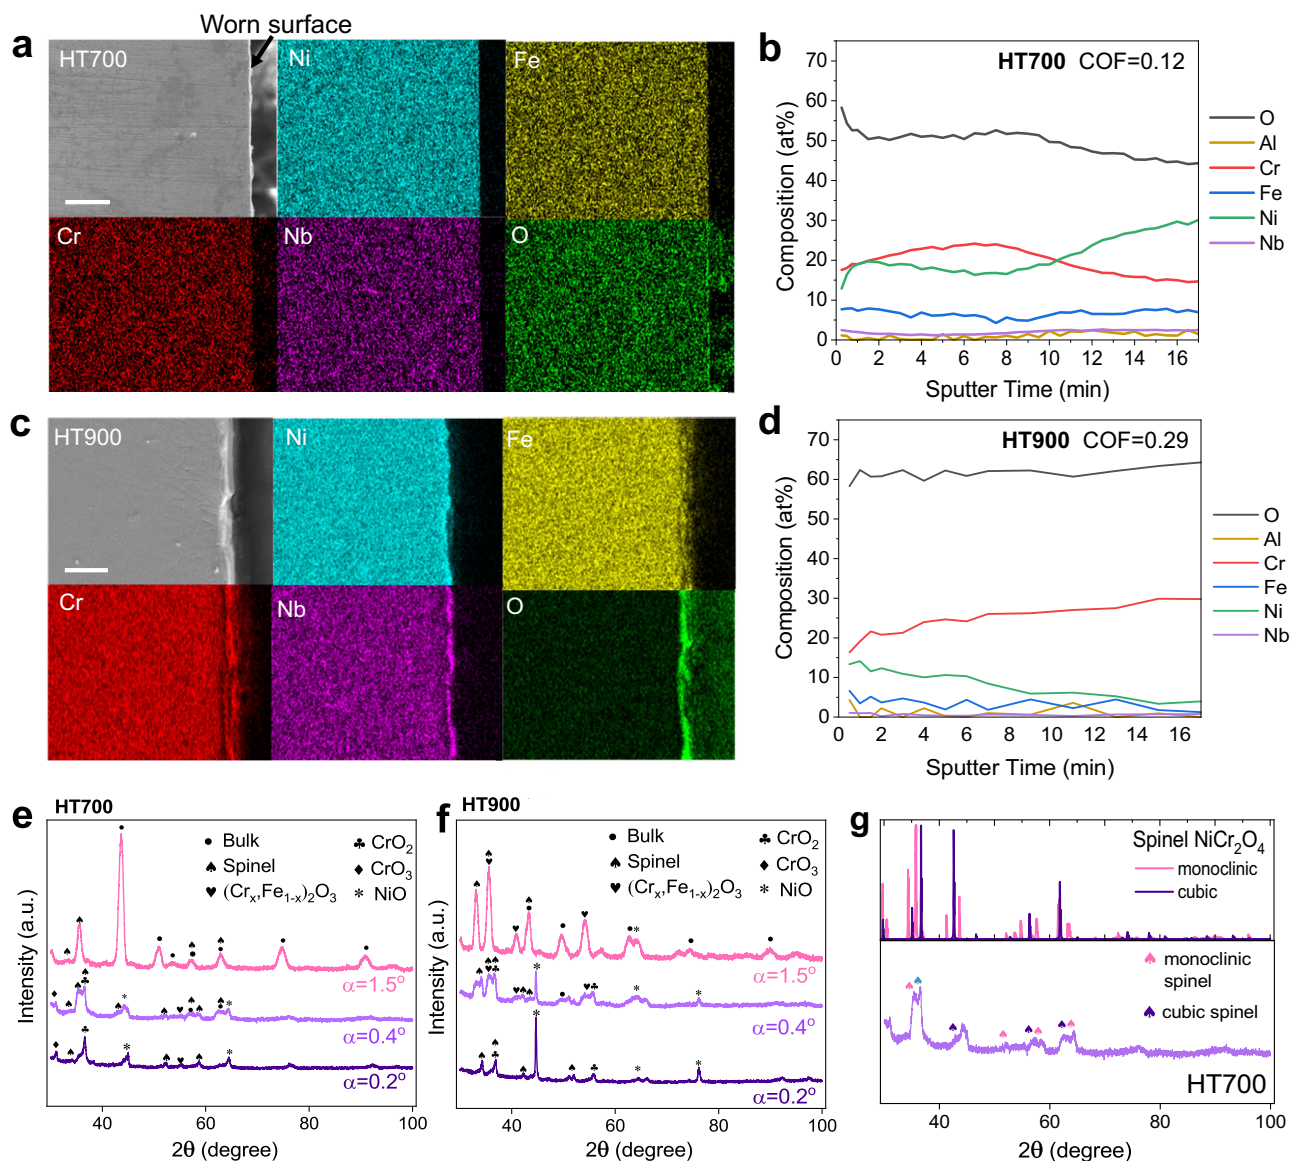 Worn surface
a
HT700
Ni
Fe
Cr
Nb
O
b
HT700 COF=0.12
Composition (at%)
70
60
50
40
30
20
10
0
0 2 4 6 8 10 12 14 16
Sputter Time (min)
O
Al
Cr
Fe
Ni
Nb
c
HT900
Ni
Fe
Cr
Nb
O
d
HT900 COF=0.29
Composition (at%)
70
60
50
40
30
20
10
0
0 2 4 6 8 10 12 14 16
Sputter Time (min)
O
Al
Cr
Fe
Ni
Nb
e
HT700
Intensity (a.u.)
• Bulk
♠ Spinel
♥ (Crₓ,Fe₁₋ₓ)₂O₃
♣ CrO₂
♦ CrO₃
* NiO
α=1.5°
α=0.4°
α=0.2°
40 60 80 100
2θ (degree)
f
HT900
Intensity (a.u.)
• Bulk
♠ Spinel
♥ (Crₓ,Fe₁₋ₓ)₂O₃
♣ CrO₂
♦ CrO₃
* NiO
α=1.5°
α=0.4°
α=0.2°
40 60 80 100
2θ (degree)
g
Spinel NiCr₂O₄
monoclinic
cubic
♠ monoclinic
spinel
♠ cubic spinel
HT700
40 60 80 100
2θ (degree)